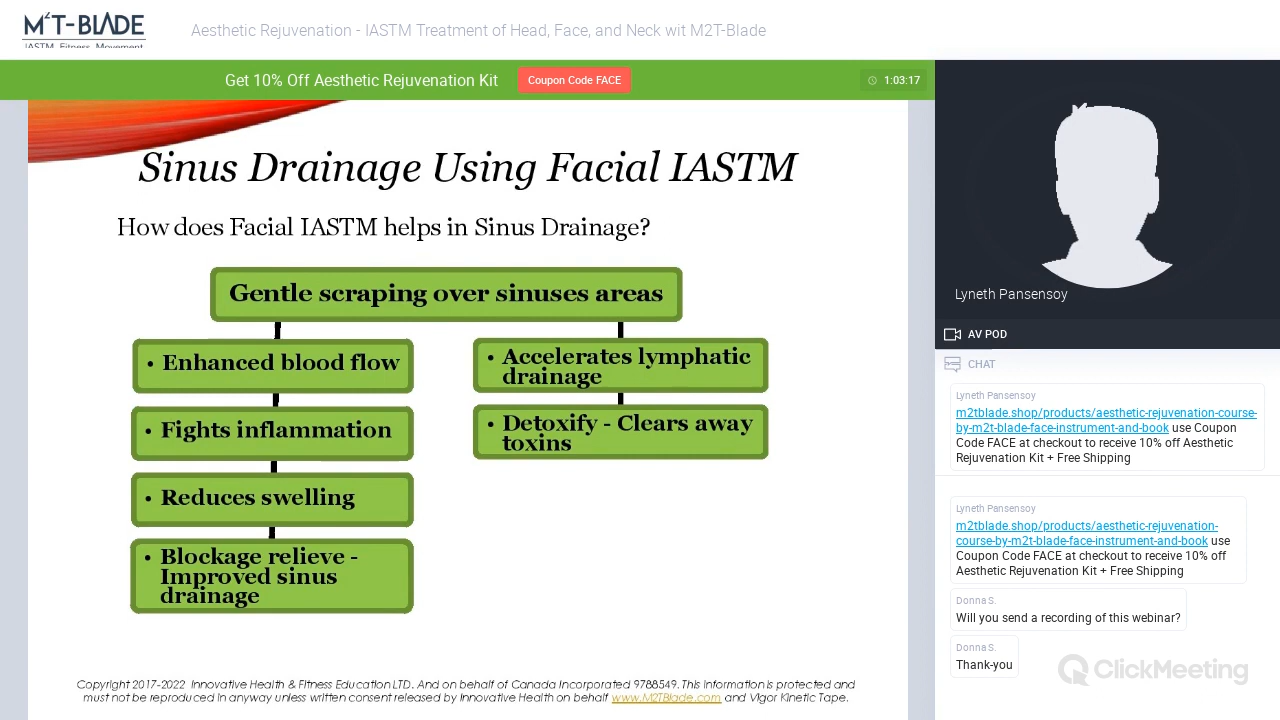 M²T-BLADE
IASTM. Fitness. Movement.
Aesthetic Rejuvenation - IASTM Treatment of Head, Face, and Neck wit M2T-Blade
Get 10% Off Aesthetic Rejuvenation Kit
Coupon Code FACE
1:03:17
Sinus Drainage Using Facial IASTM
How does Facial IASTM helps in Sinus Drainage?
Gentle scraping over sinuses areas
• Enhanced blood flow
• Fights inflammation
• Reduces swelling
• Blockage relieve -
Improved sinus
drainage
• Accelerates lymphatic
drainage
• Detoxify - Clears away
toxins
Copyright 2017-2022 Innovative Health & Fitness Education LTD. And on behalf of Canada Incorporated 9788549. This information is protected and
must not be reproduced in anyway unless written consent released by Innovative Health on behalf www.M2TBlade.com and Vigor Kinetic Tape.
Lyneth Pansensoy
AV POD
CHAT
Lyneth Pansensoy
m2tblade.shop/products/aesthetic-rejuvenation-course-
by-m2t-blade-face-instrument-and-book use Coupon
Code FACE at checkout to receive 10% off Aesthetic
Rejuvenation Kit + Free Shipping
Lyneth Pansensoy
m2tblade.shop/products/aesthetic-rejuvenation-
course-by-m2t-blade-face-instrument-and-book use
Coupon Code FACE at checkout to receive 10% off
Aesthetic Rejuvenation Kit + Free Shipping
Donna S.
Will you send a recording of this webinar?
Donna S.
Thank-you
ClickMeeting